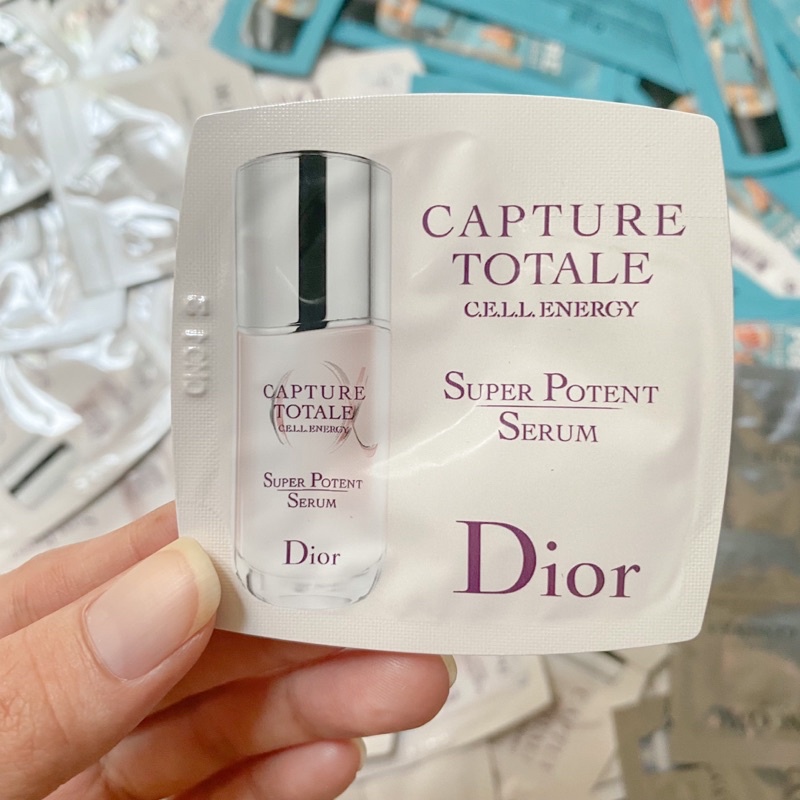 CAPTURE
TOTALE
C.E.L.L. ENERGY
SUPER POTENT
SERUM
Dior
CAPTURE
TOTALE
C.E.L.L. ENERGY
SUPER POTENT
SERUM
Dior